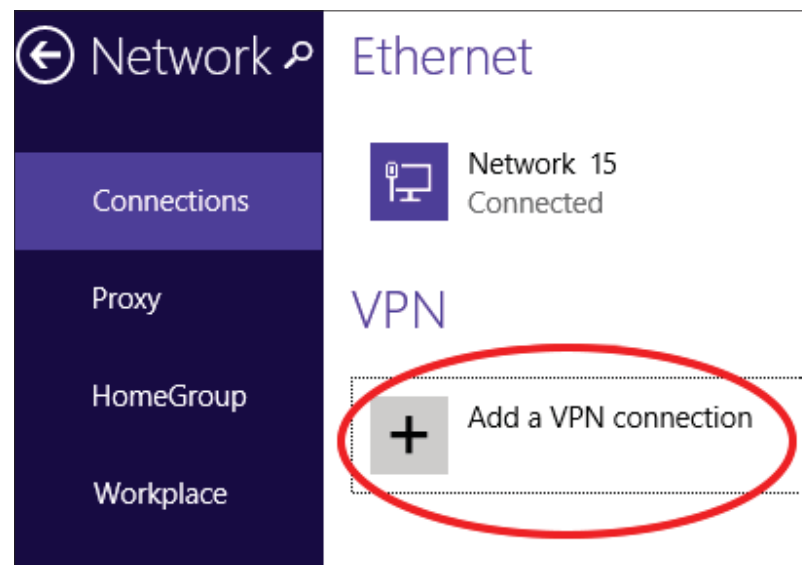 Network
Connections
Proxy
HomeGroup
Workplace
Ethernet
Network 15
Connected
VPN
Add a VPN connection